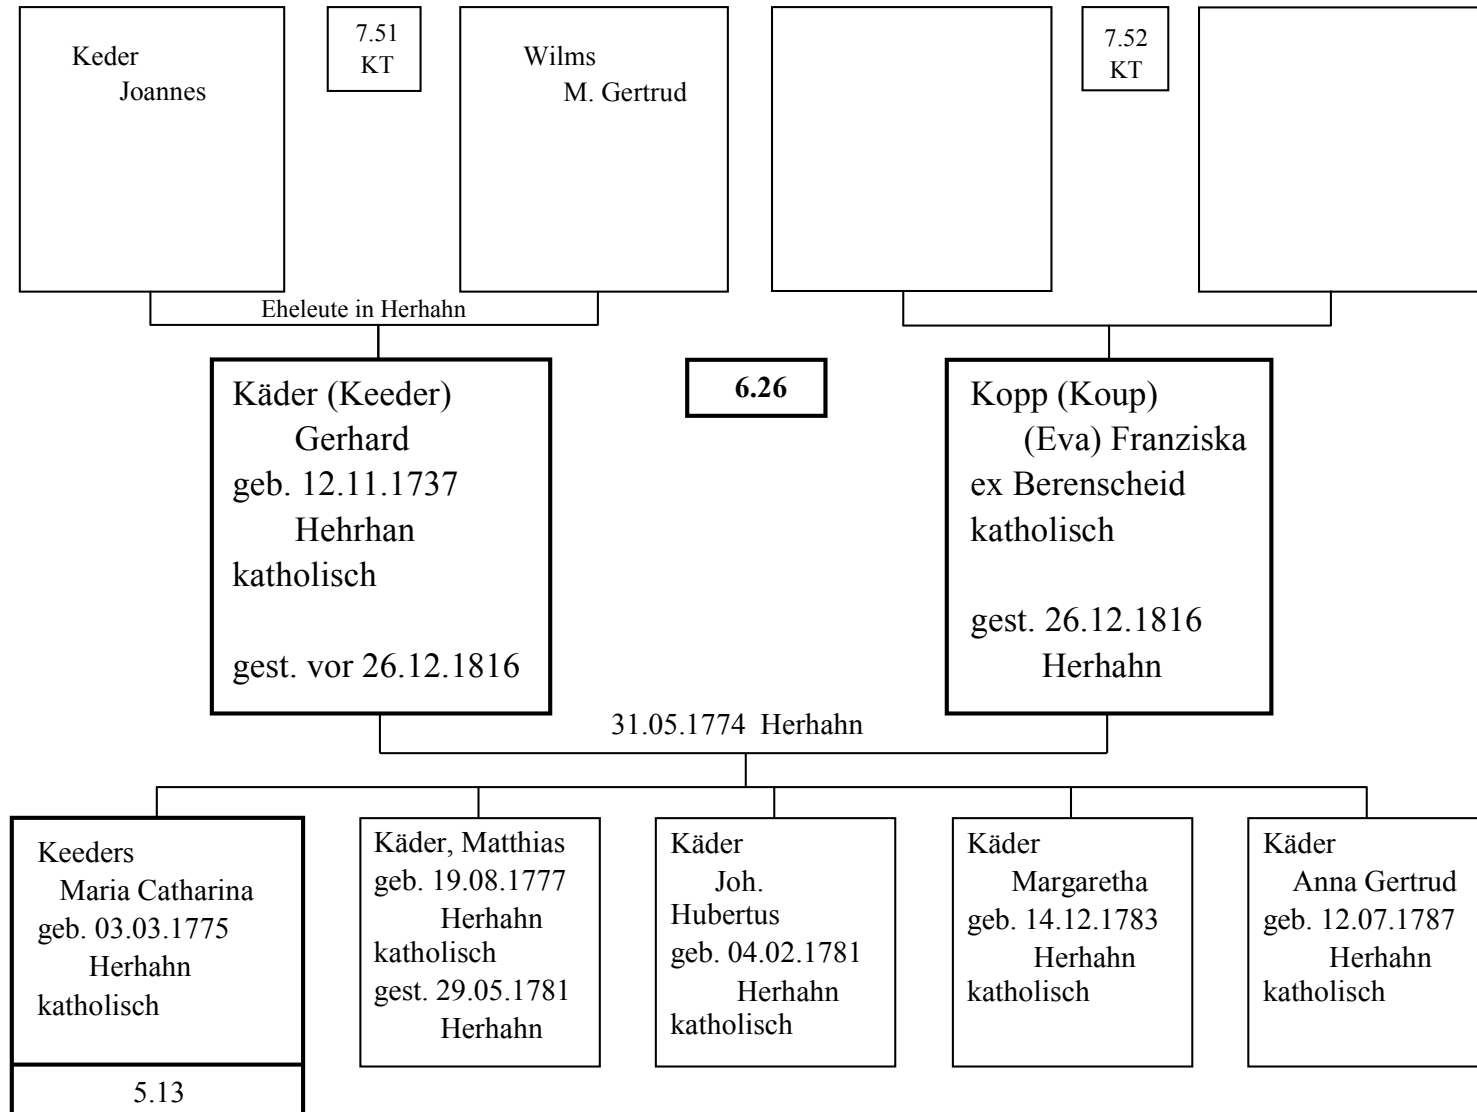 Keder
Joannes
7.51
KT
Wilms
M. Gertrud
7.52
KT
Eheleute in Herhahn
Käder (Keeder)
Gerhard
geb. 12.11.1737
Hehrhan
katholisch
gest. vor 26.12.1816
6.26
Kopp (Koup)
(Eva) Franziska
ex Berenscheid
katholisch
gest. 26.12.1816
Herhahn
31.05.1774 Herhahn
Keeders
Maria Catharina
geb. 03.03.1775
Herhahn
katholisch
5.13
Käder, Matthias
geb. 19.08.1777
Herhahn
katholisch
gest. 29.05.1781
Herhahn
Käder
Joh.
Hubertus
geb. 04.02.1781
Herhahn
katholisch
Käder
Margaretha
geb. 14.12.1783
Herhahn
katholisch
Käder
Anna Gertrud
geb. 12.07.1787
Herhahn
katholisch